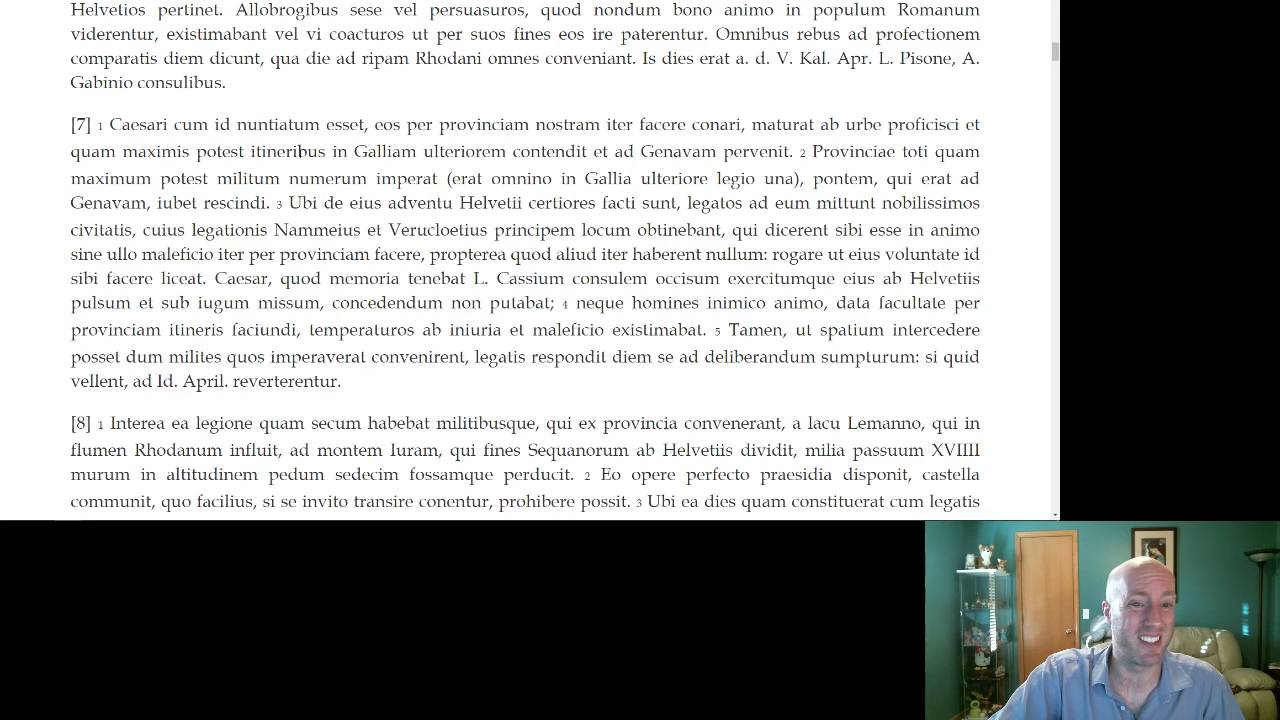 Helvetios pertinet. Allobrogibus sese vel persuasuros, quod nondum bono animo in populum Romanum
viderentur, existimabant vel vi coacturos ut per suos fines eos ire paterentur. Omnibus rebus ad profectionem
comparatis diem dicunt, qua die ad ripam Rhodani omnes conveniant. Is dies erat a. d. V. Kal. Apr. L. Pisone, A.
Gabinio consulibus.
[7] 1 Caesari cum id nuntiatum esset, eos per provinciam nostram iter facere conari, maturat ab urbe proficisci et
quam maximis potest itineribus in Galliam ulteriorem contendit et ad Genavam pervenit. 2 Provinciae toti quam
maximum potest militum numerum imperat (erat omnino in Gallia ulteriore legio una), pontem, qui erat ad
Genavam, iubet rescindi. 3 Ubi de eius adventu Helvetii certiores facti sunt, legatos ad eum mittunt nobilissimos
civitatis, cuius legationis Nammeius et Verucloetius principem locum obtinebant, qui dicerent sibi esse in animo
sine ullo maleficio iter per provinciam facere, propterea quod aliud iter haberent nullum: rogare ut eius voluntate id
sibi facere liceat. Caesar, quod memoria tenebat L. Cassium consulem occisum exercitumque eius ab Helvetiis
pulsum et sub iugum missum, concedendum non putabat; 4 neque homines inimico animo, data facultate per
provinciam itineris faciundi, temperaturos ab iniuria et maleficio existimabat. 5 Tamen, ut spatium intercedere
posset dum milites quos imperaverat convenirent, legatis respondit diem se ad deliberandum sumpturum: si quid
vellent, ad Id. April. reverterentur.
[8] 1 Interea ea legione quam secum habebat militibusque, qui ex provincia convenerant, a lacu Lemanno, qui in
flumen Rhodanum influit, ad montem Iuram, qui fines Sequanorum ab Helvetiis dividit, milia passuum XVIIII
murum in altitudinem pedum sedecim fossamque perducit. 2 Eo opere perfecto praesidia disponit, castella
communit, quo facilius, si se invito transire conentur, prohibere possit. 3 Ubi ea dies quam constituerat cum legatis